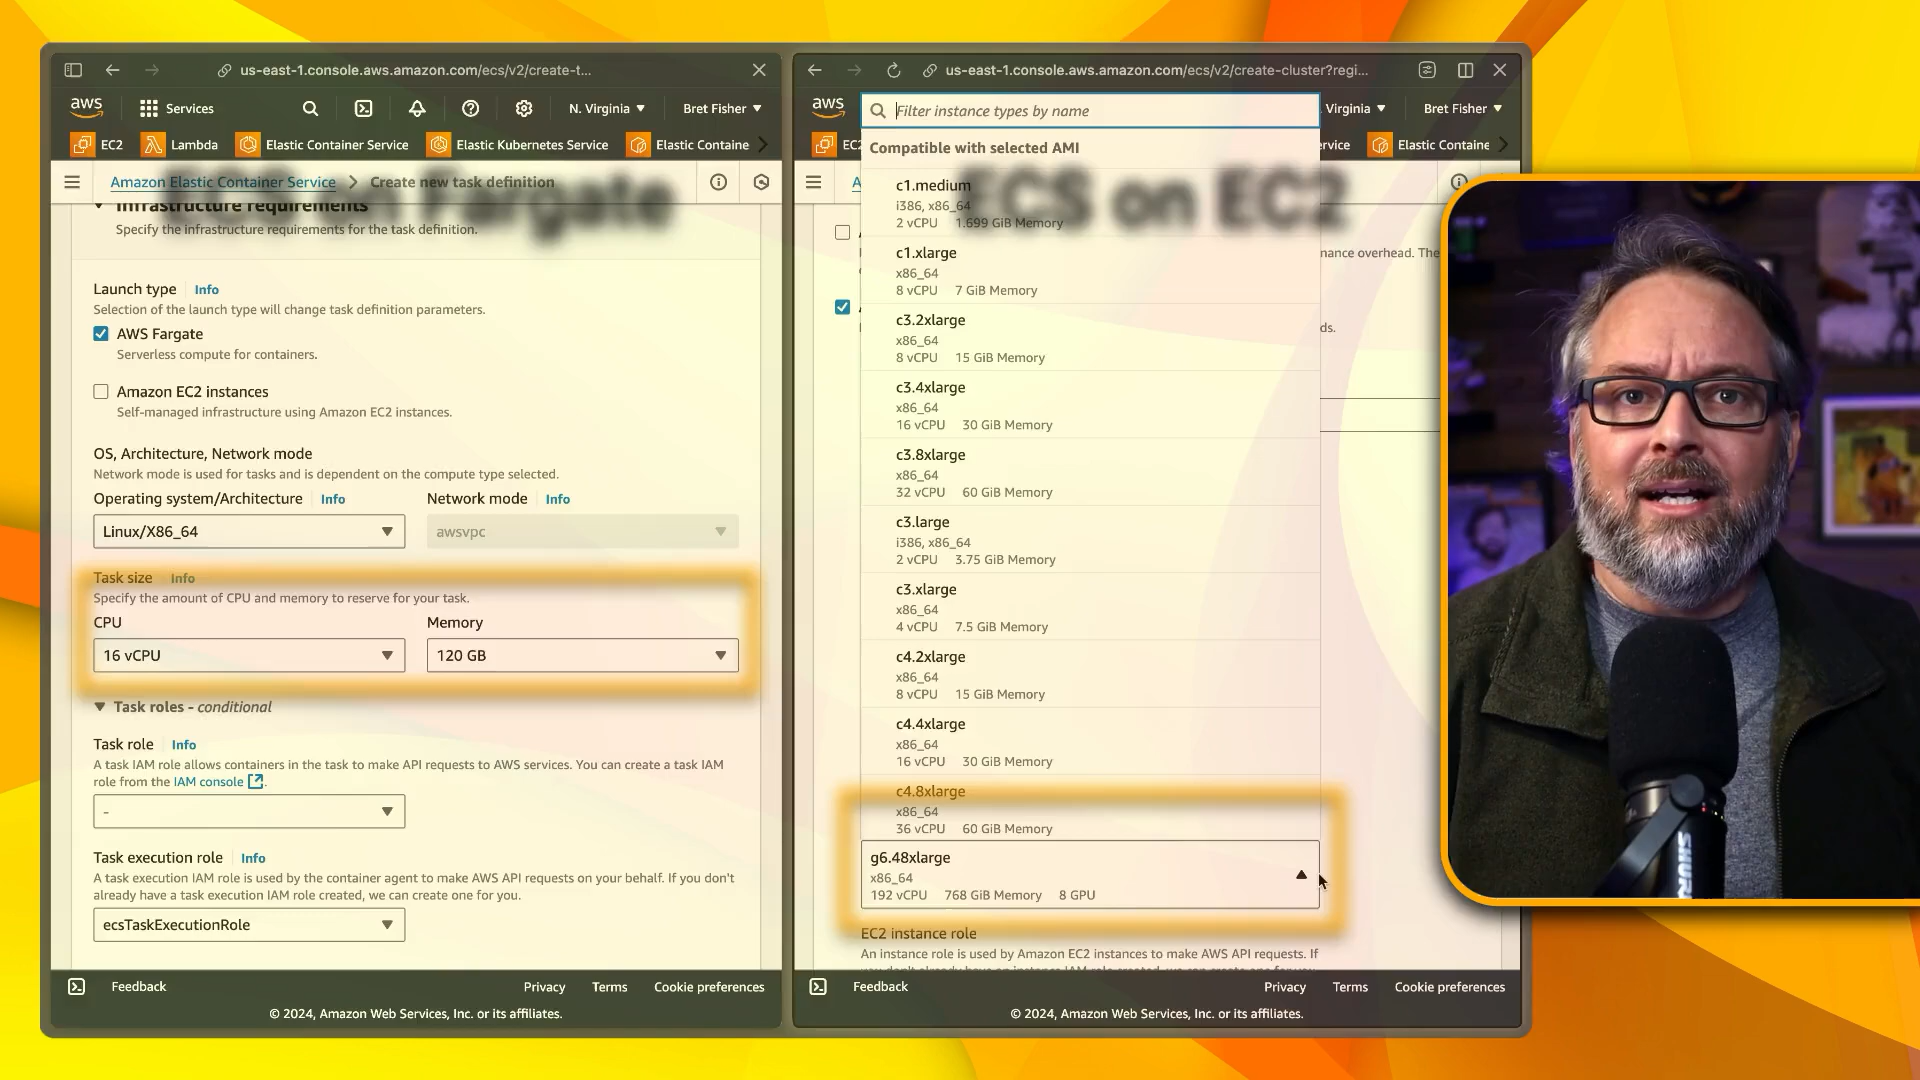 us-east-1.console.aws.amazon.com/ecs/v2/create-t...
aws
Services
N. Virginia
Bret Fisher
EC2
Lambda
Elastic Container Service
Elastic Kubernetes Service
Elastic Containe
Amazon Elastic Container Service
Create new task definition
Fargate
Infrastructure requirements
Specify the infrastructure requirements for the task definition.
Launch type
Info
Selection of the launch type will change task definition parameters.
AWS Fargate
Serverless compute for containers.
Amazon EC2 instances
Self-managed infrastructure using Amazon EC2 instances.
OS, Architecture, Network mode
Network mode is used for tasks and is dependent on the compute type selected.
Operating system/Architecture
Info
Network mode
Info
Linux/X86_64
awsvpc
Task size
Info
Specify the amount of CPU and memory to reserve for your task.
CPU
Memory
16 vCPU
120 GB
Task roles - conditional
Task role
Info
A task IAM role allows containers in the task to make API requests to AWS services. You can create a task IAM
role from the IAM console.
-
Task execution role
Info
A task execution IAM role is used by the container agent to make AWS API requests on your behalf. If you don't
already have a task execution IAM role created, we can create one for you.
ecsTaskExecutionRole
Feedback
Privacy
Terms
Cookie preferences
© 2024, Amazon Web Services, Inc. or its affiliates.
us-east-1.console.aws.amazon.com/ecs/v2/create-cluster?regi...
aws
Filter instance types by name
Virginia
Bret Fisher
EC
rvice
Elastic Containe
Compatible with selected AMI
ECS on EC2
A
c1.medium
i386, x86_64
2 vCPU 1.699 GiB Memory
nance overhead. The
c1.xlarge
x86_64
8 vCPU 7 GiB Memory
c3.2xlarge
x86_64
8 vCPU 15 GiB Memory
ds.
c3.4xlarge
x86_64
16 vCPU 30 GiB Memory
c3.8xlarge
x86_64
32 vCPU 60 GiB Memory
c3.large
i386, x86_64
2 vCPU 3.75 GiB Memory
c3.xlarge
x86_64
4 vCPU 7.5 GiB Memory
c4.2xlarge
x86_64
8 vCPU 15 GiB Memory
c4.4xlarge
x86_64
16 vCPU 30 GiB Memory
c4.8xlarge
x86_64
36 vCPU 60 GiB Memory
g6.48xlarge
x86_64
192 vCPU 768 GiB Memory 8 GPU
EC2 instance role
An instance role is used by Amazon EC2 instances to make AWS API requests. If
Feedback
Privacy
Terms
Cookie preferences
© 2024, Amazon Web Services, Inc. or its affiliates.
SHURE